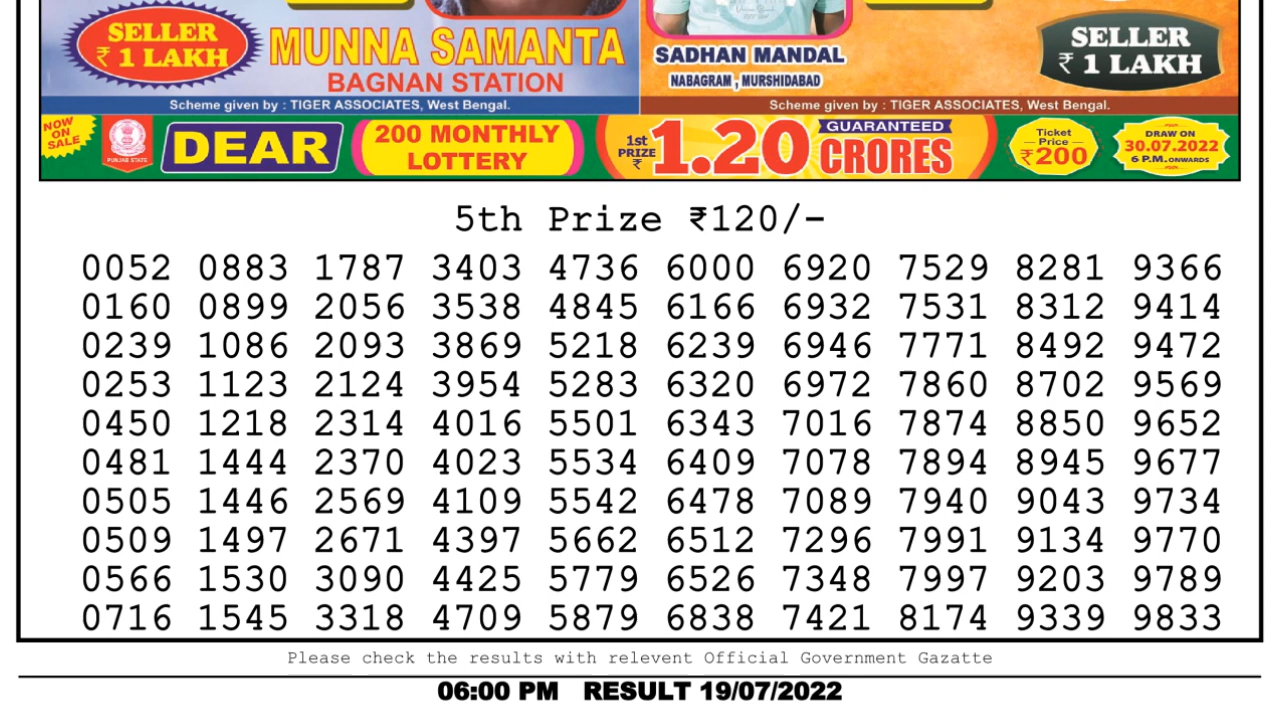 SELLER
₹ 1 LAKH
MUNNA SAMANTA
BAGNAN STATION
Scheme given by : TIGER ASSOCIATES, West Bengal.
SADHAN MANDAL
NABAGRAM , MURSHIDABAD
SELLER
₹ 1 LAKH
Scheme given by : TIGER ASSOCIATES, West Bengal.
NOW
ON
SALE
PUNJAB STATE
DEAR
200 MONTHLY
LOTTERY
1st
PRIZE
₹
1.20
GUARANTEED
CRORES
Ticket
Price
₹200
DRAW ON
30.07.2022
6 P.M. ONWARDS
5th Prize ₹120/-
0052 0883 1787 3403 4736 6000 6920 7529 8281 9366
0160 0899 2056 3538 4845 6166 6932 7531 8312 9414
0239 1086 2093 3869 5218 6239 6946 7771 8492 9472
0253 1123 2124 3954 5283 6320 6972 7860 8702 9569
0450 1218 2314 4016 5501 6343 7016 7874 8850 9652
0481 1444 2370 4023 5534 6409 7078 7894 8945 9677
0505 1446 2569 4109 5542 6478 7089 7940 9043 9734
0509 1497 2671 4397 5662 6512 7296 7991 9134 9770
0566 1530 3090 4425 5779 6526 7348 7997 9203 9789
0716 1545 3318 4709 5879 6838 7421 8174 9339 9833
Please check the results with relevent Official Government Gazatte
06:00 PM RESULT 19/07/2022